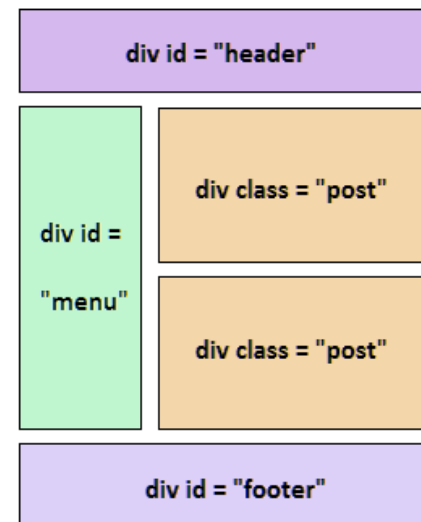 div id = "header"
div id =
"menu"
div class = "post"
div class = "post"
div id = "footer"